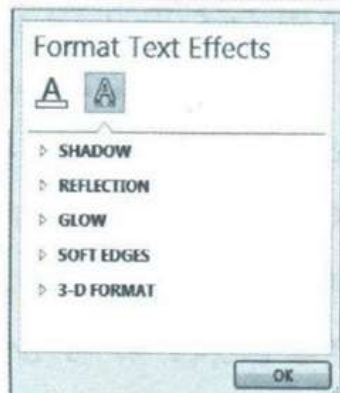 Format Text Effects
A A
SHADOW
REFLECTION
GLOW
SOFT EDGES
3-D FORMAT
OK